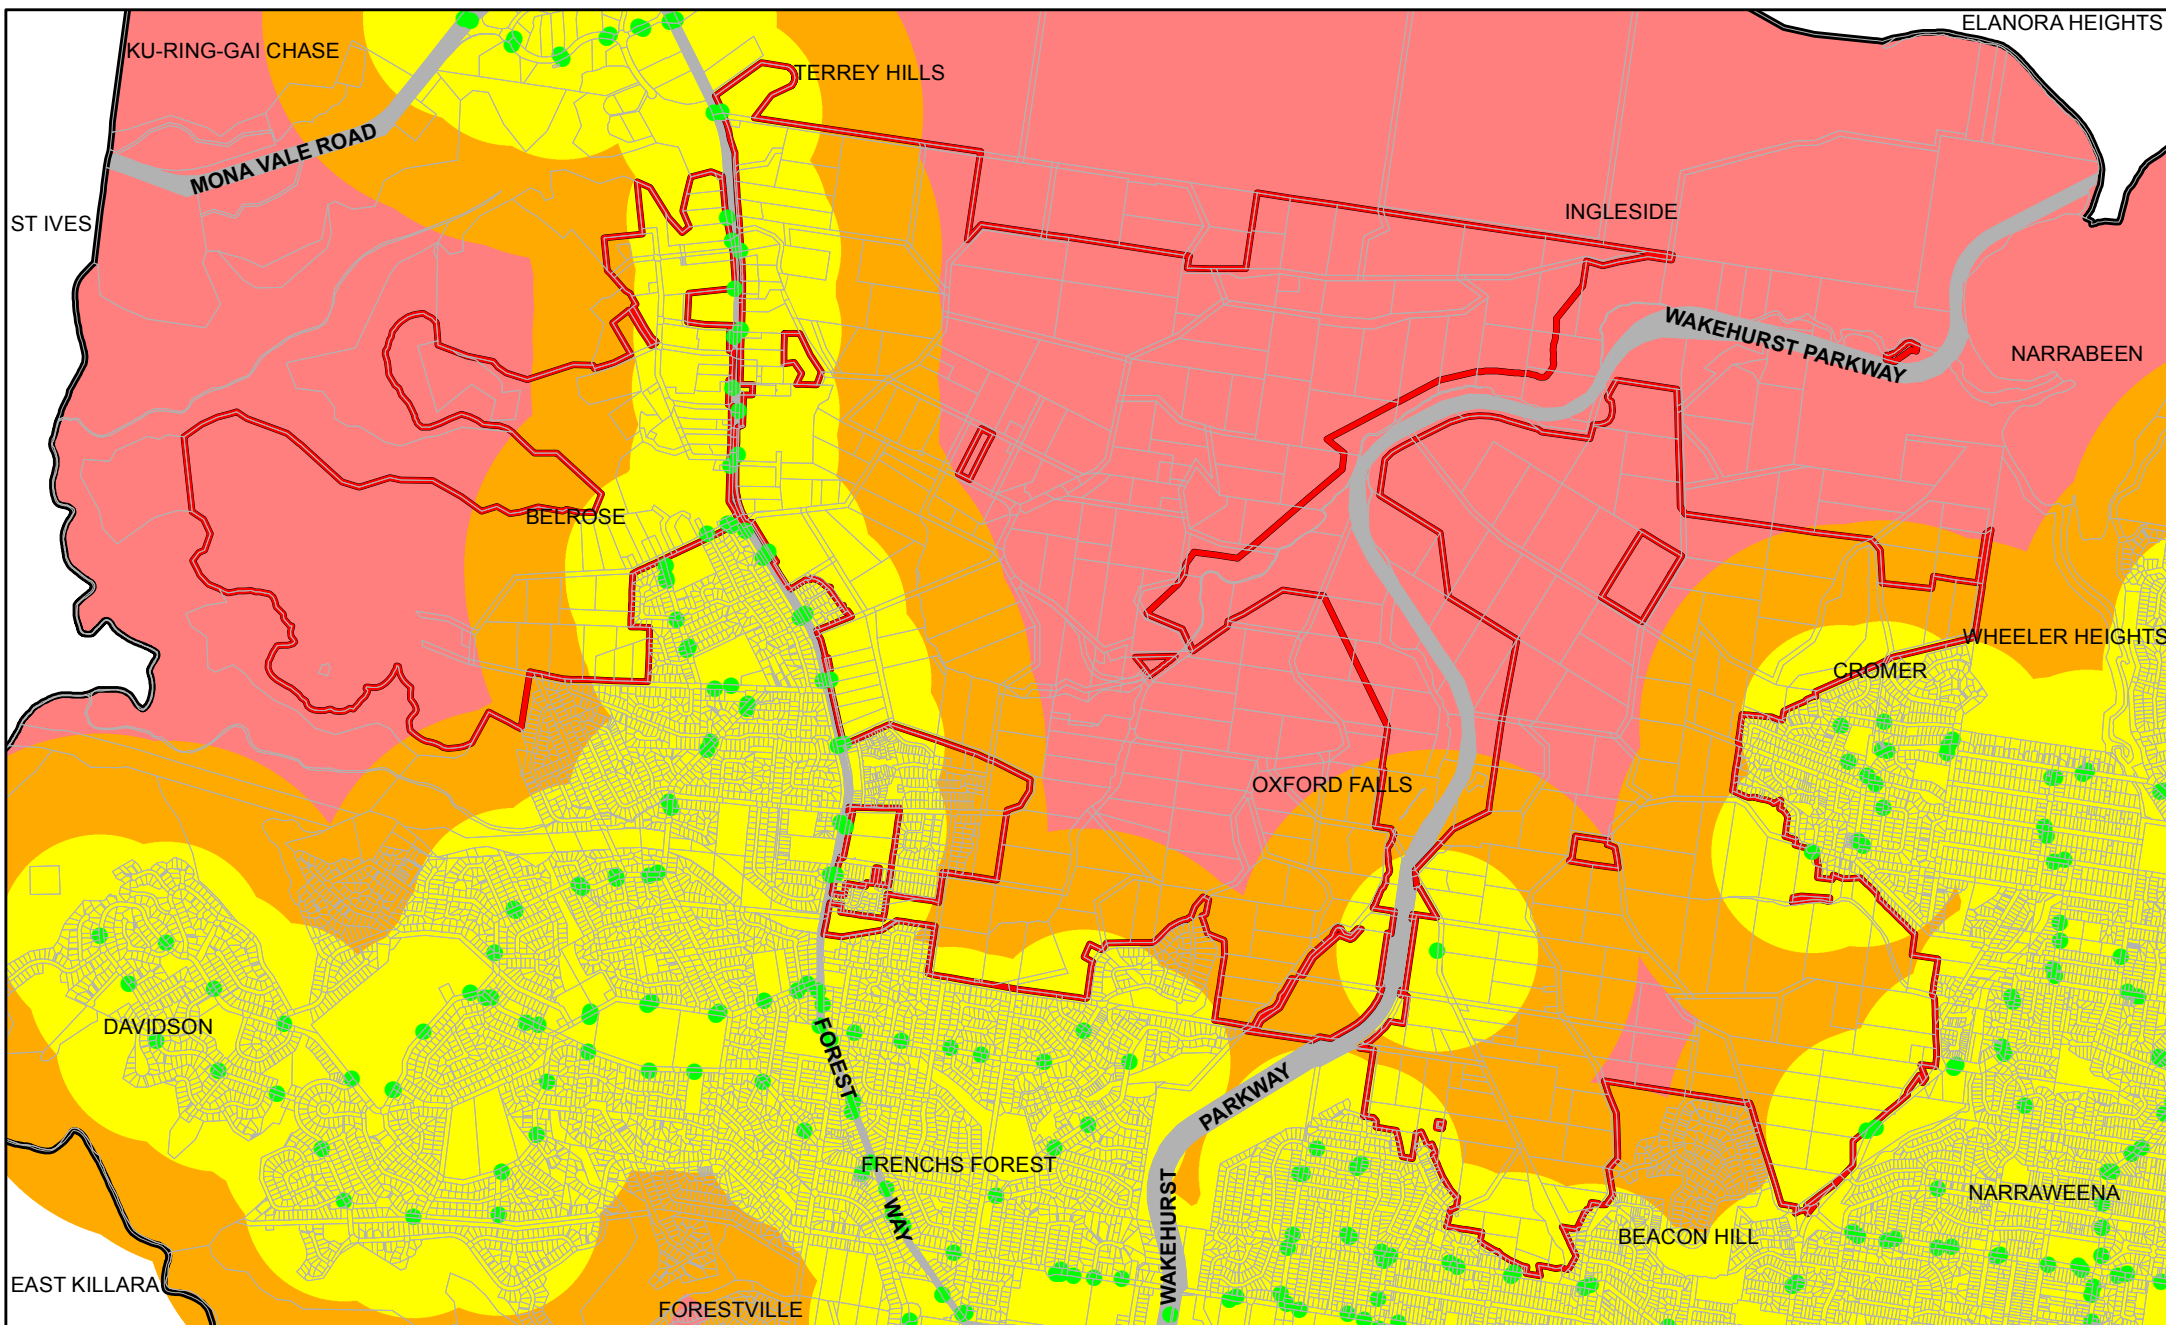 ELANORA HEIGHTS
KU-RING-GAI CHASE
TERREY HILLS
MONA VALE ROAD
ST IVES
INGLESIDE
WAKEHURST PARKWAY
NARRABEEN
BELROSE
WHEELER HEIGHTS
CROMER
OXFORD FALLS
DAVIDSON
FOREST
PARKWAY
FRENCHS FOREST
NARRAWEENA
WAY
WAKEHURST
BEACON HILL
EAST KILLARA
FORESTVILLE